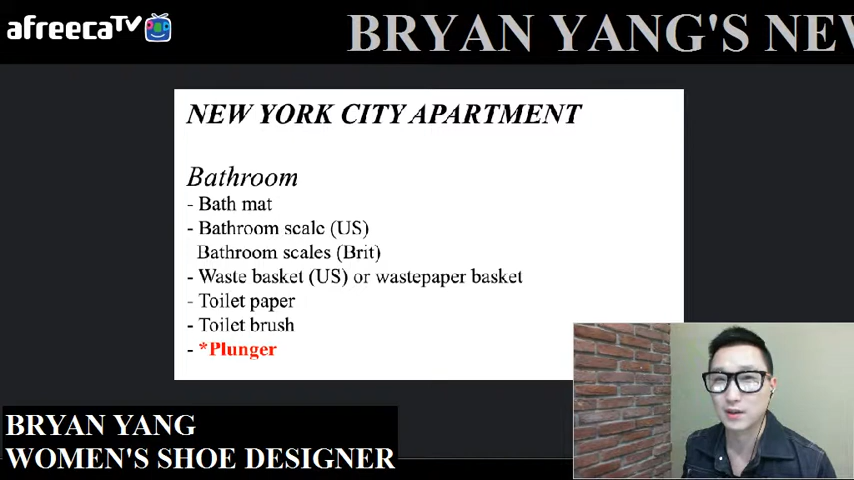 afreecaTV
BRYAN YANG'S NEW
NEW YORK CITY APARTMENT
Bathroom
- Bath mat
- Bathroom scale (US)
Bathroom scales (Brit)
- Waste basket (US) or wastepaper basket
- Toilet paper
- Toilet brush
- *Plunger
BRYAN YANG
WOMEN'S SHOE DESIGNER